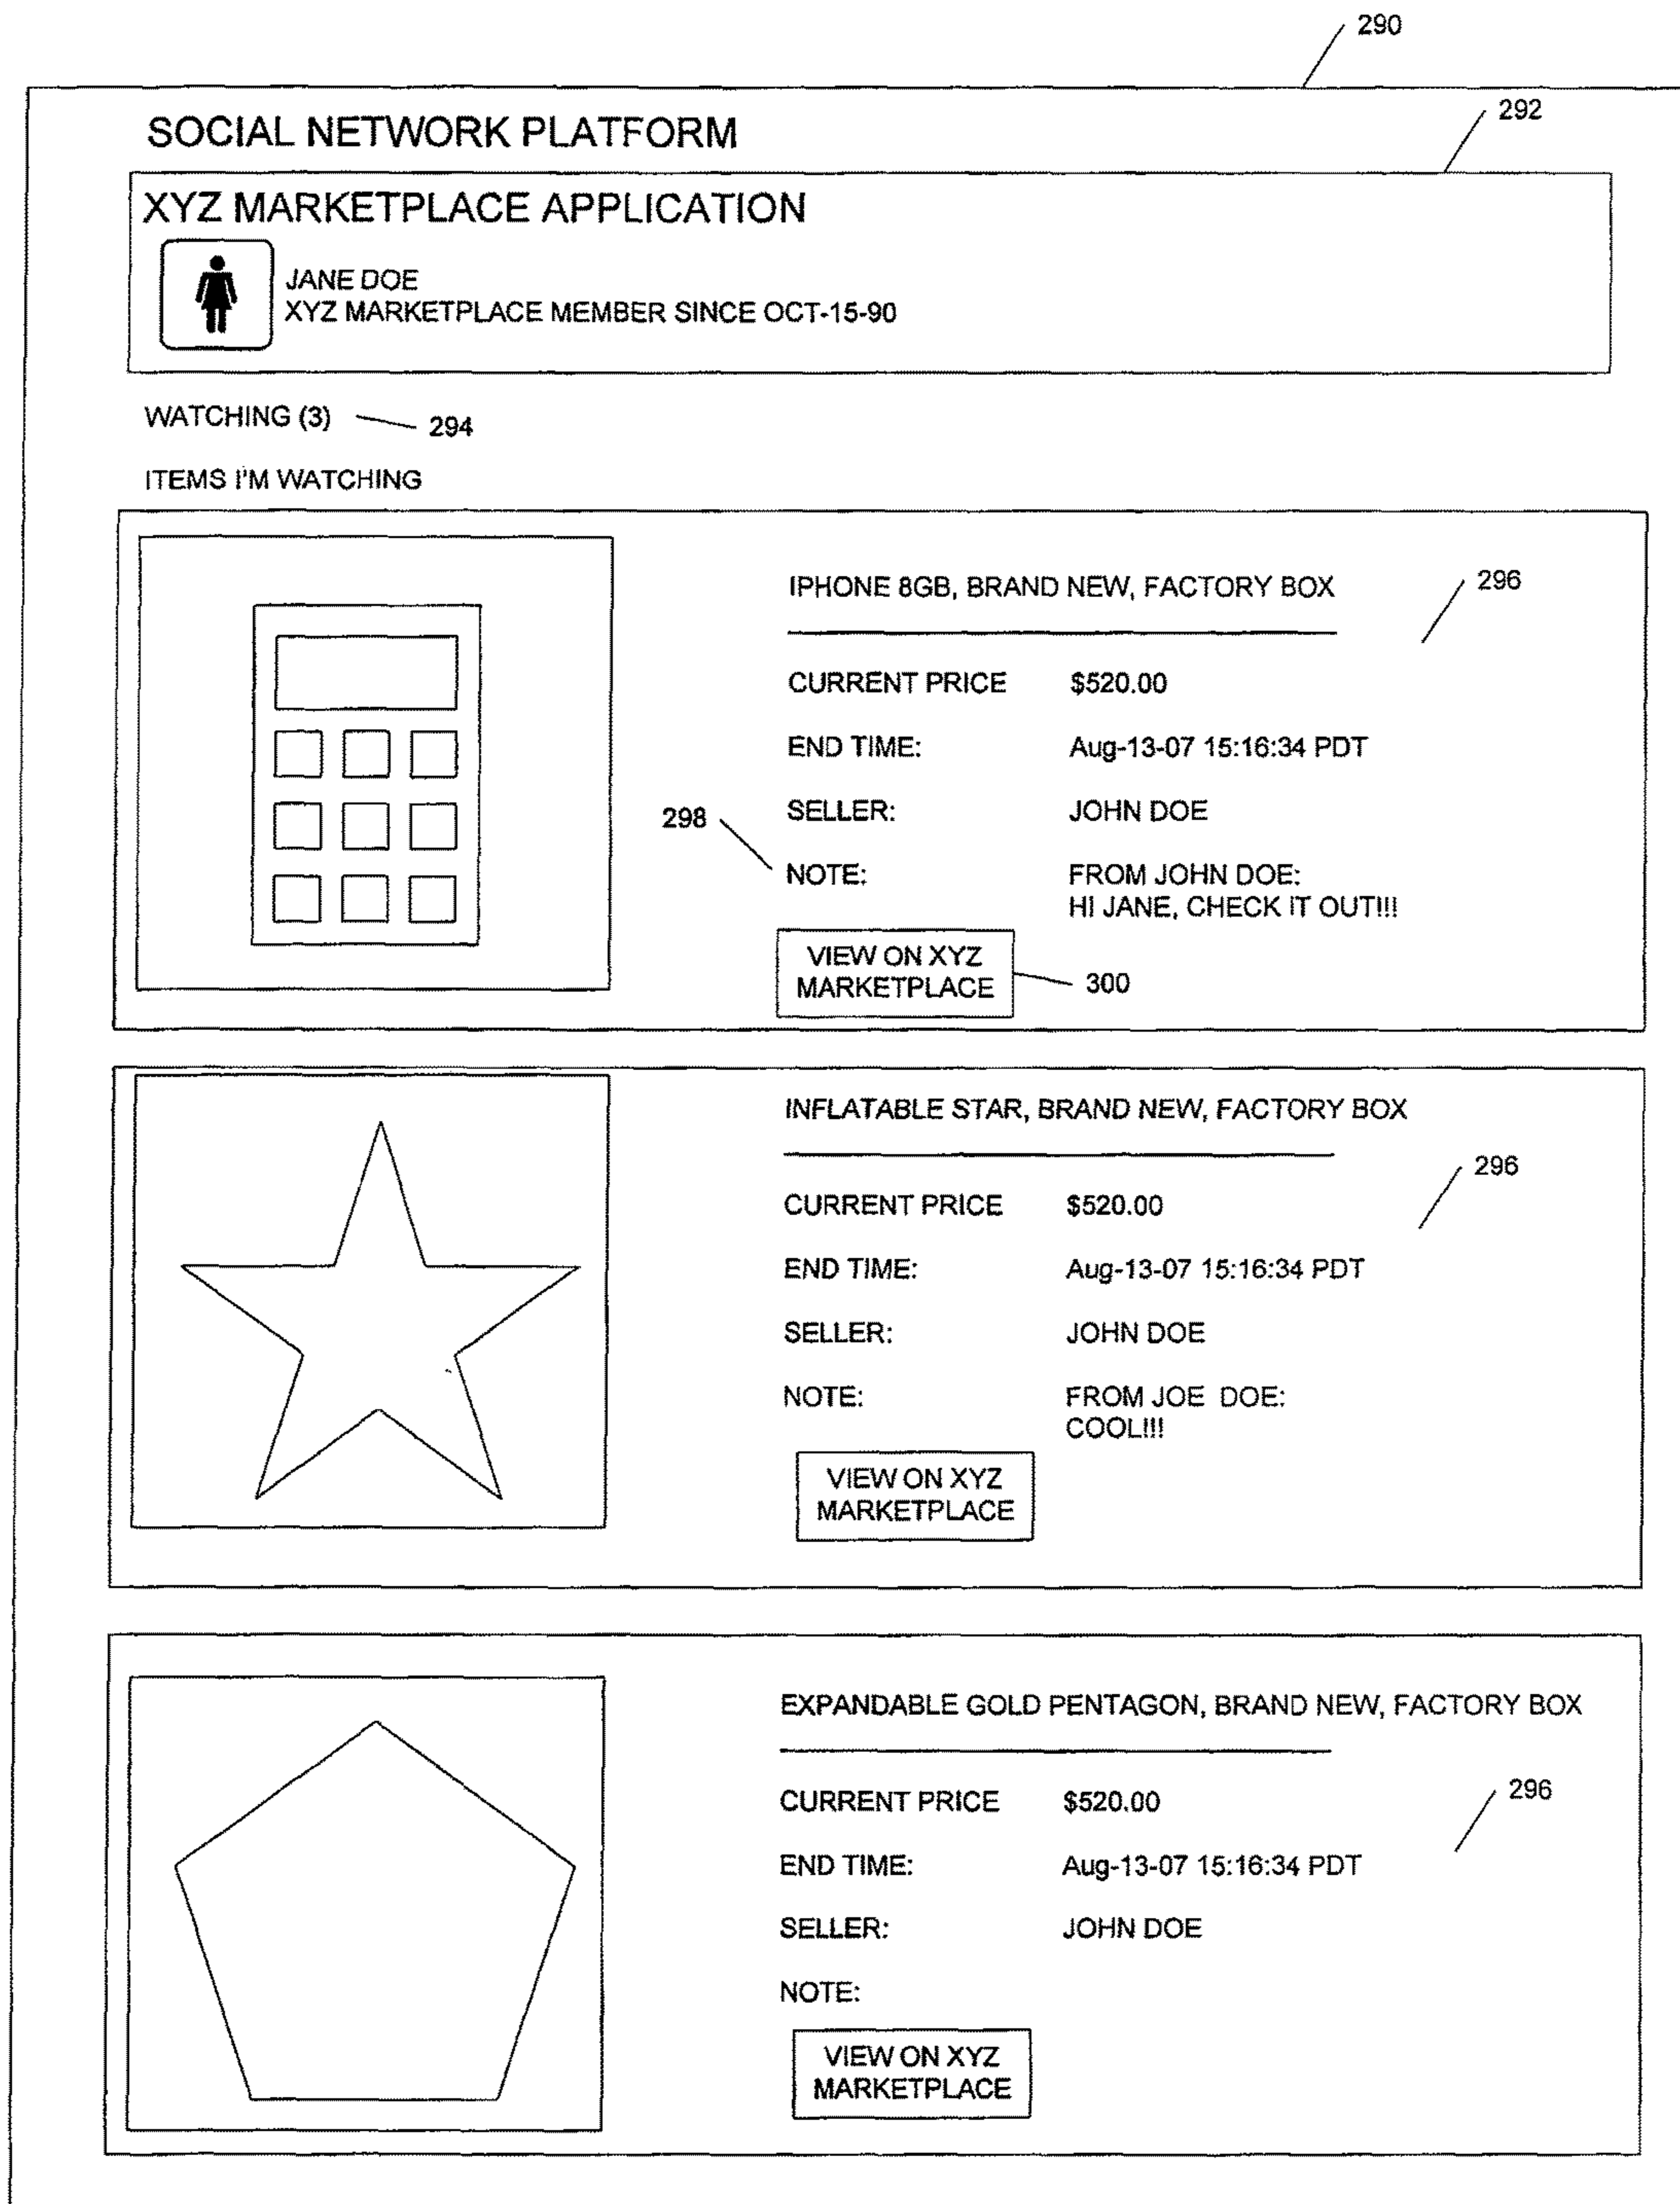 290
SOCIAL NETWORK PLATFORM
292
XYZ MARKETPLACE APPLICATION
JANE DOE
XYZ MARKETPLACE MEMBER SINCE OCT-15-90
WATCHING (3) 294
ITEMS I'M WATCHING
IPHONE 8GB, BRAND NEW, FACTORY BOX 296
CURRENT PRICE $520.00
END TIME: Aug-13-07 15:16:34 PDT
SELLER: JOHN DOE
298
NOTE: FROM JOHN DOE:
HI JANE, CHECK IT OUT!!!
VIEW ON XYZ
MARKETPLACE 300
INFLATABLE STAR, BRAND NEW, FACTORY BOX
296
CURRENT PRICE $520.00
END TIME: Aug-13-07 15:16:34 PDT
SELLER: JOHN DOE
NOTE: FROM JOE DOE:
COOL!!!
VIEW ON XYZ
MARKETPLACE
EXPANDABLE GOLD PENTAGON, BRAND NEW, FACTORY BOX
296
CURRENT PRICE $520.00
END TIME: Aug-13-07 15:16:34 PDT
SELLER: JOHN DOE
NOTE:
VIEW ON XYZ
MARKETPLACE